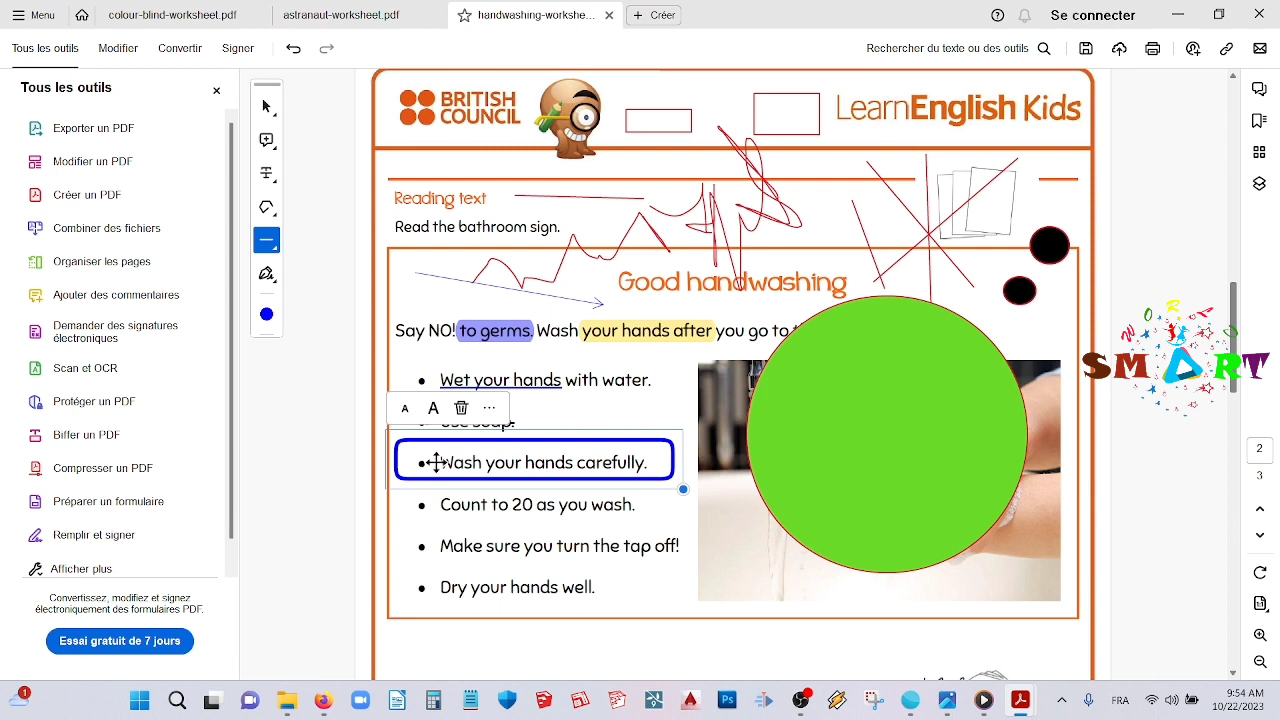 Menu colour-bind-worksheet.pdf astranaut-worksheet.pdf handwashing-workshe... Créer Se connecter
Tous les outils Modifier Convertir Signer Rechercher du texte ou des outils
Tous les outils
Exporter un PDF
Modifier un PDF
Créer un PDF
Combiner des fichiers
Organiser les pages
Ajouter des commentaires
Demander des signatures
électroniques
Scan et OCR
Protéger un PDF
Biffer un PDF
Compresser un PDF
Préparer un formulaire
Remplir et signer
Afficher plus
Convertissez, modifiez et signez
électroniquement des formulaires PDF.
Essai gratuit de 7 jours
BRITISH
COUNCIL
LearnEnglish Kids
Reading text
Read the bathroom sign.
Good handwashing
Say NO! to germs. Wash your hands after you go to
Wet your hands with water.
A A ...
Use soap.
Wash your hands carefully.
Count to 20 as you wash.
Make sure you turn the tap off!
Dry your hands well.
SMART
2
3
1
Ps
FRA
9:54 AM
10/22/2023